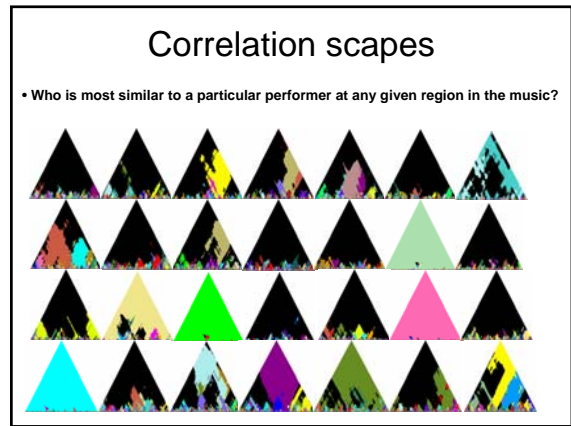 Correlation scapes
• Who is most similar to a particular performer at any given region in the music?